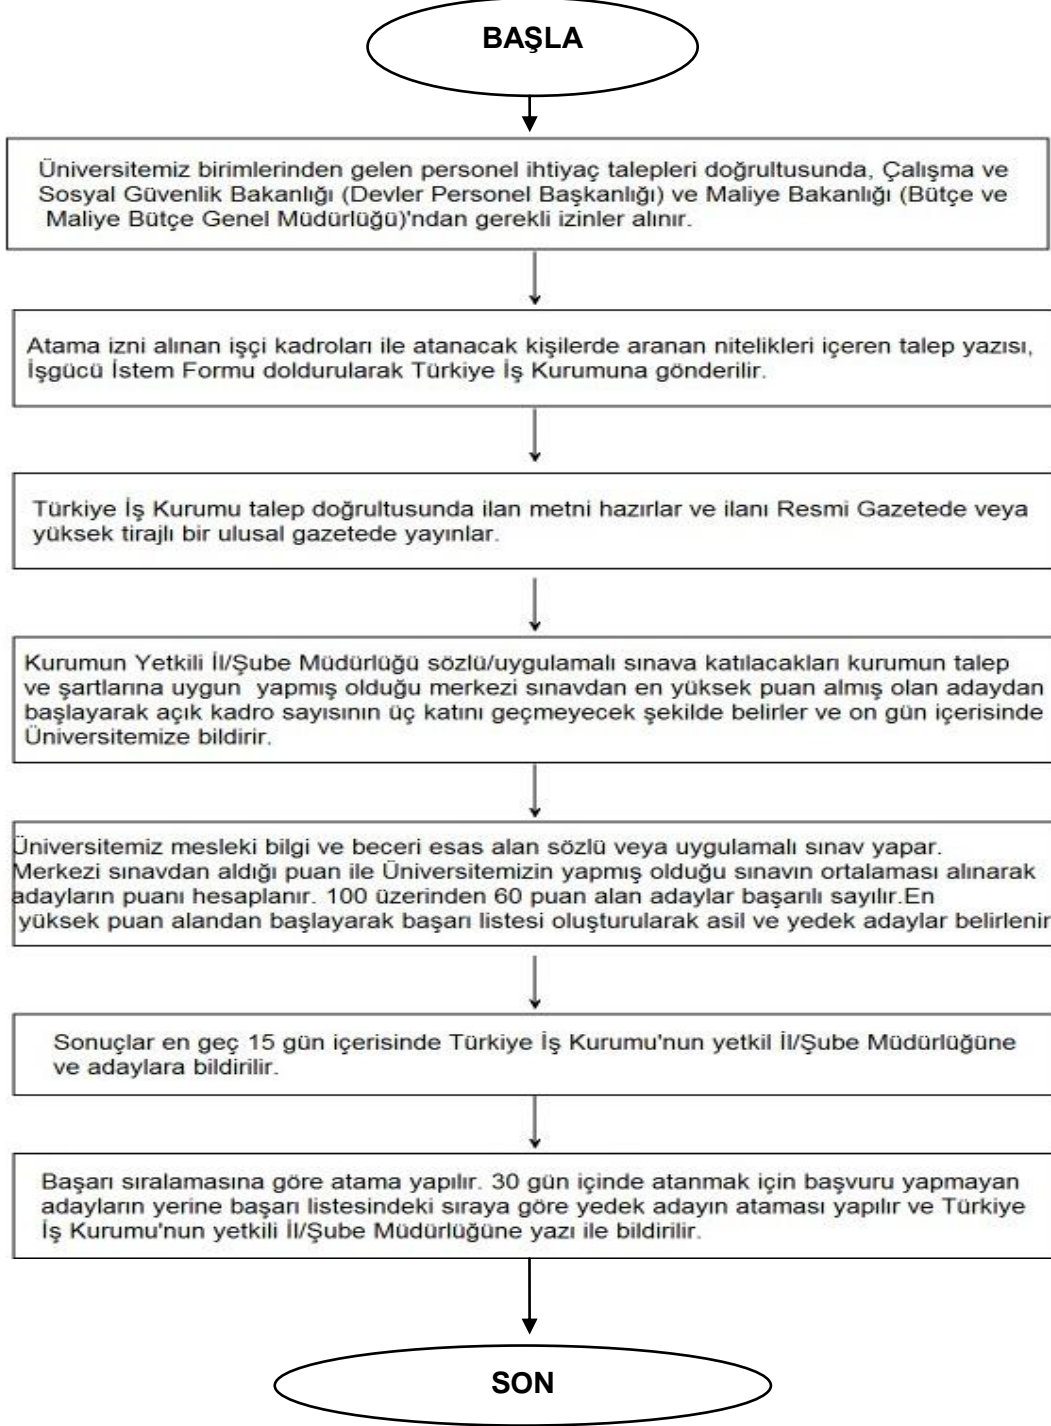 BAŞLA
Üniversitemiz birimlerinden gelen personel ihtiyaç talepleri doğrultusunda, Çalışma ve
Sosyal Güvenlik Bakanlığı (Devler Personel Başkanlığı) ve Maliye Bakanlığı (Bütçe ve
Maliye Bütçe Genel Müdürlüğü)'ndan gerekli izinler alınır.
Atama izni alınan işçi kadroları ile atanacak kişilerde aranan nitelikleri içeren talep yazısı,
İşgücü İstem Formu doldurularak Türkiye İş Kurumuna gönderilir.
Türkiye İş Kurumu talep doğrultusunda ilan metni hazırlar ve ilanı Resmi Gazetede veya
yüksek tirajlı bir ulusal gazetede yayınlar.
Kurumun Yetkili İl/Şube Müdürlüğü sözlü/uygulamalı sınava katılacakları kurumun talep
ve şartlarına uygun yapmış olduğu merkezi sınavdan en yüksek puan almış olan adaydan
başlayarak açık kadro sayısının üç katını geçmeyecek şekilde belirler ve on gün içerisinde
Üniversitemize bildirir.
Üniversitemiz mesleki bilgi ve beceri esas alan sözlü veya uygulamalı sınav yapar.
Merkezi sınavdan aldığı puan ile Üniversitemizin yapmış olduğu sınavın ortalaması alınarak
adayların puanı hesaplanır. 100 üzerinden 60 puan alan adaylar başarılı sayılır.En
yüksek puan alandan başlayarak başarı listesi oluşturularak asil ve yedek adaylar belirlenir
Sonuçlar en geç 15 gün içerisinde Türkiye İş Kurumu'nun yetkil İl/Şube Müdürlüğüne
ve adaylara bildirilir.
Başarı sıralamasına göre atama yapılır. 30 gün içinde atanmak için başvuru yapmayan
adayların yerine başarı listesindeki sıraya göre yedek adayın ataması yapılır ve Türkiye
İş Kurumu'nun yetkili İl/Şube Müdürlüğüne yazı ile bildirilir.
SON